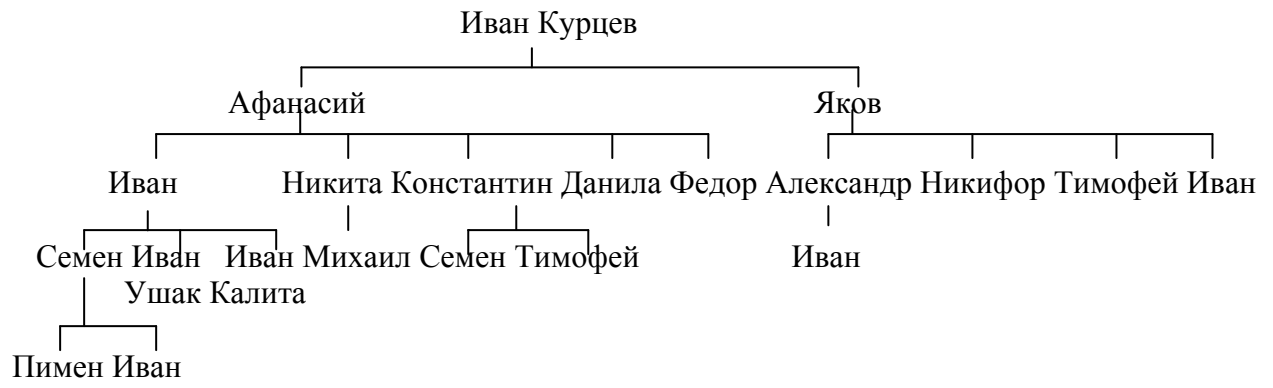 Иван Курцев
Афанасий Яков
Иван Никита Константин Данила Федор Александр Никифор Тимофей Иван
Семен Иван Иван Михаил Семен Тимофей Иван
Ушак Калита
Пимен Иван